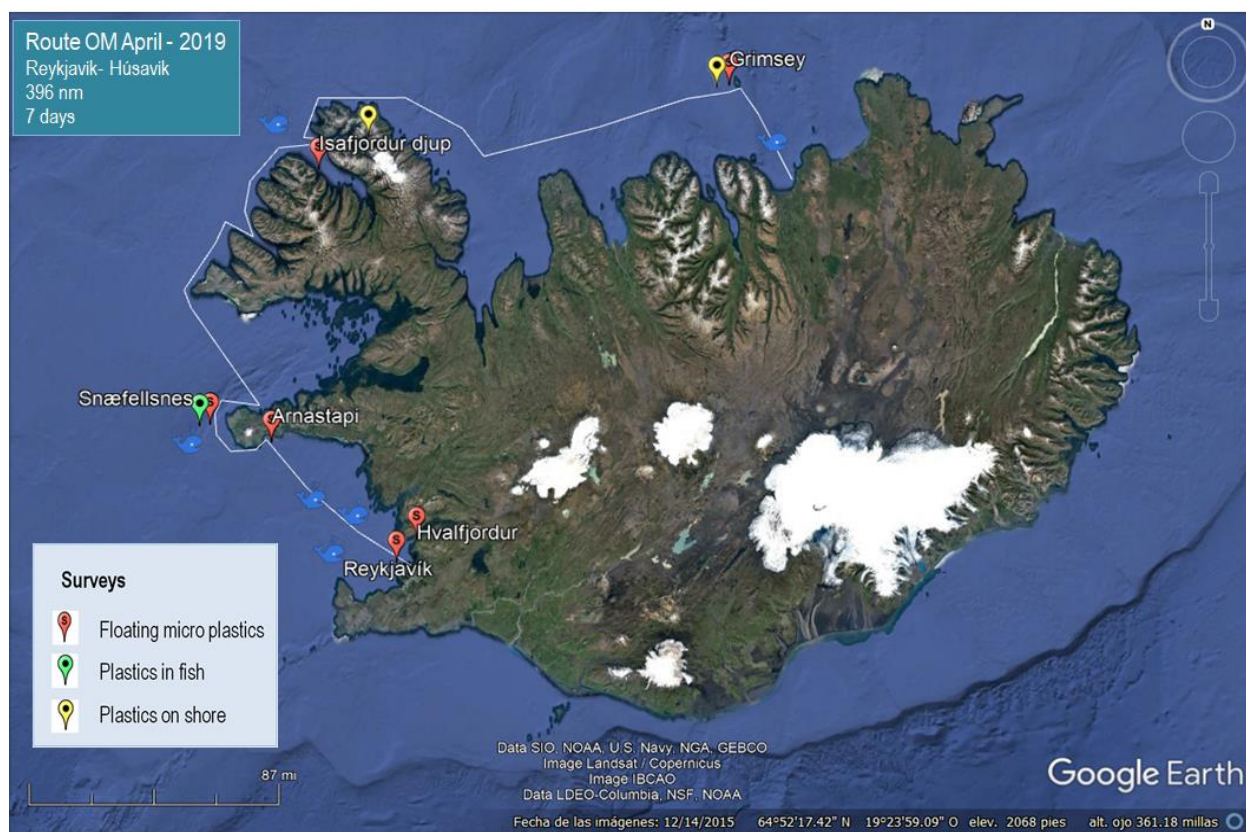 Route OM April - 2019
Reykjavik- Húsavik
396 nm
7 days
N
Grimsey
Isafjordur djup
Snæfellsnes
S
Arnastapi
S
Hvalfjordur
S
Reykjavík
Surveys
S
Floating micro plastics
Plastics in fish
Plastics on shore
87 mi
Data SIO, NOAA, U.S. Navy, NGA, GEBCO
Image Landsat / Copernicus
Image IBCAO
Data LDEO-Columbia, NSF, NOAA
Google Earth
Fecha de las imágenes: 12/14/2015 64°52'17.42" N 19°23'59.09" O elev. 2068 pies alt. ojo 361.18 millas